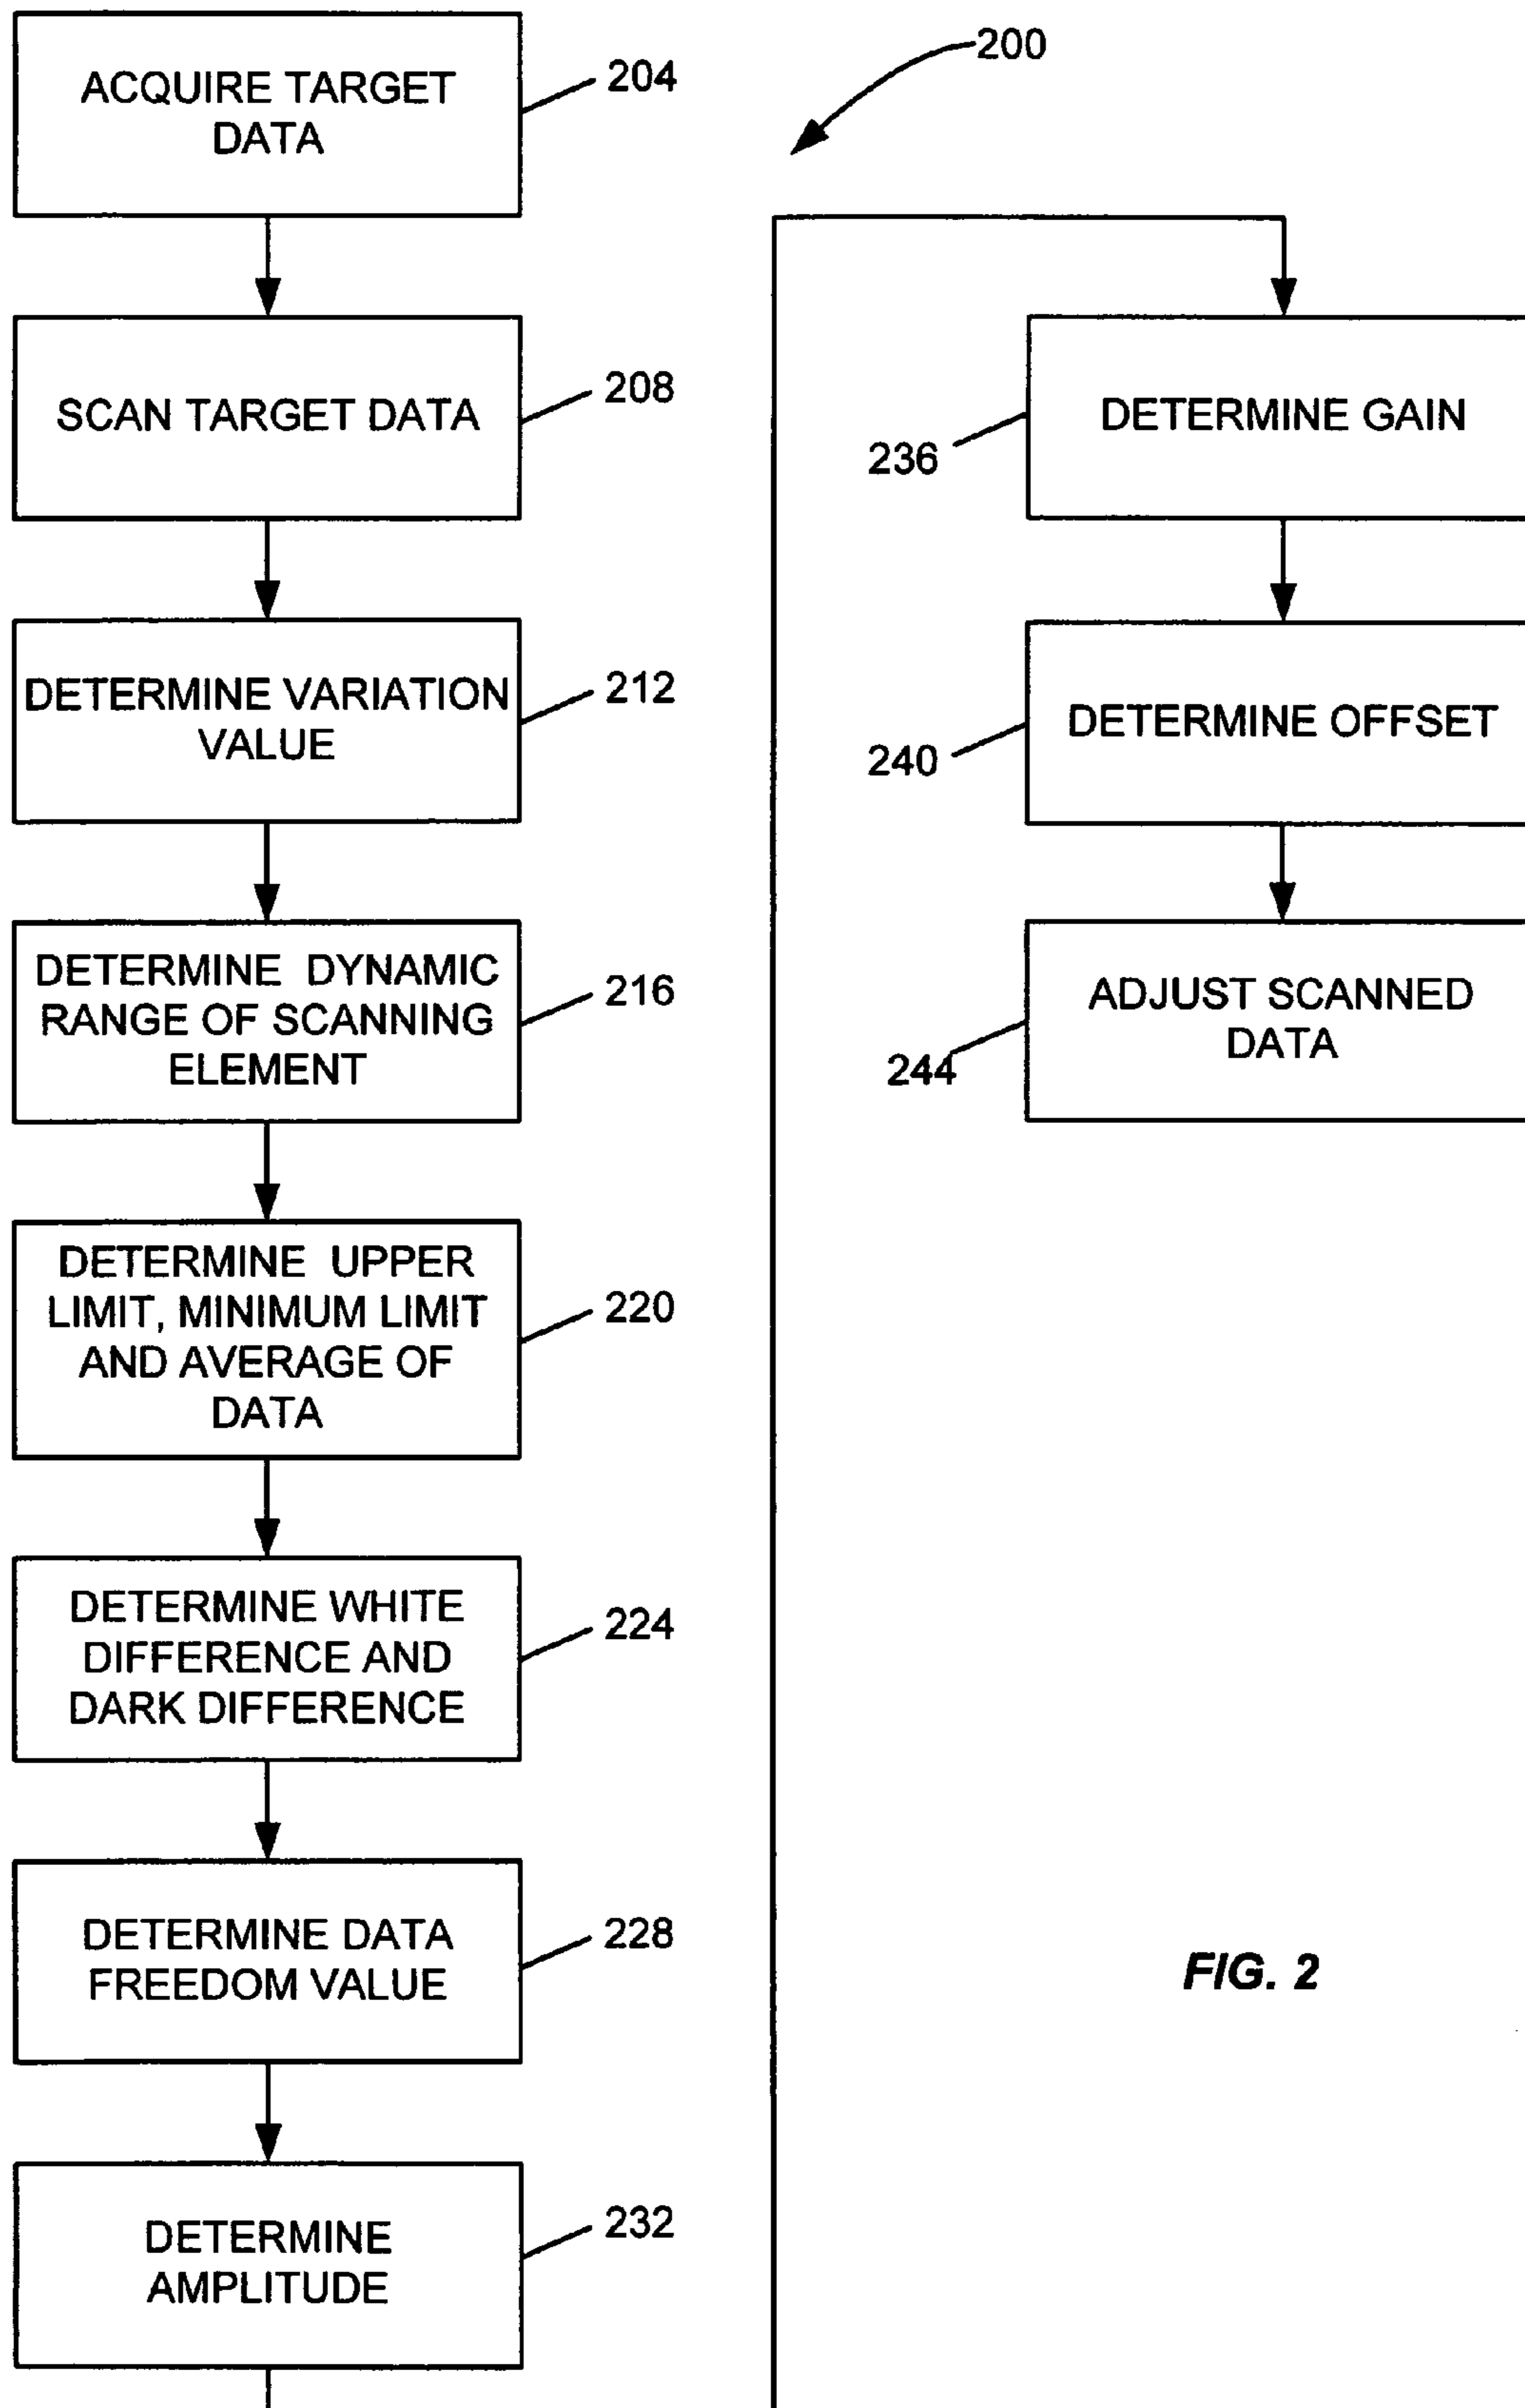 200
ACQUIRE TARGET
DATA
204
SCAN TARGET DATA
208
DETERMINE VARIATION
VALUE
212
DETERMINE DYNAMIC
RANGE OF SCANNING
ELEMENT
216
DETERMINE UPPER
LIMIT, MINIMUM LIMIT
AND AVERAGE OF
DATA
220
DETERMINE WHITE
DIFFERENCE AND
DARK DIFFERENCE
224
DETERMINE DATA
FREEDOM VALUE
228
DETERMINE
AMPLITUDE
232
DETERMINE GAIN
236
DETERMINE OFFSET
240
ADJUST SCANNED
DATA
244
FIG. 2